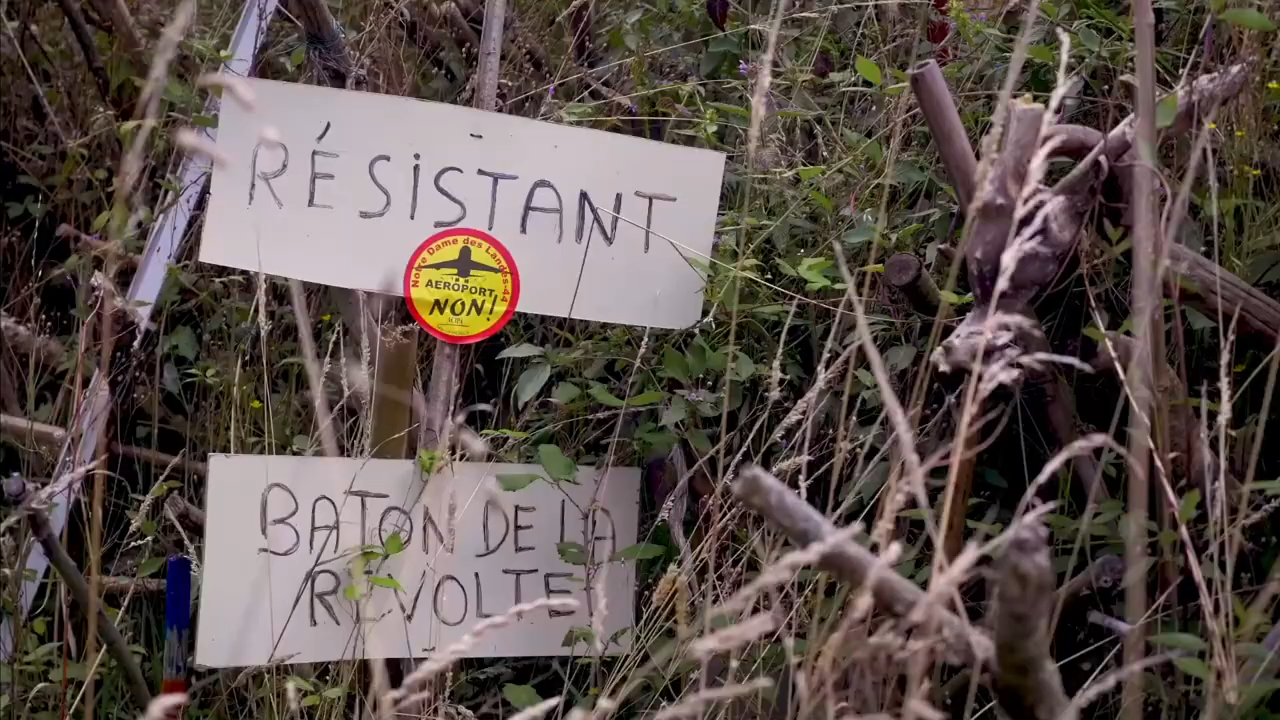 RÉSISTANT
Notre Dame des Landes-44
AEROPORT
NON!
BATON DE LA
REVOLTE